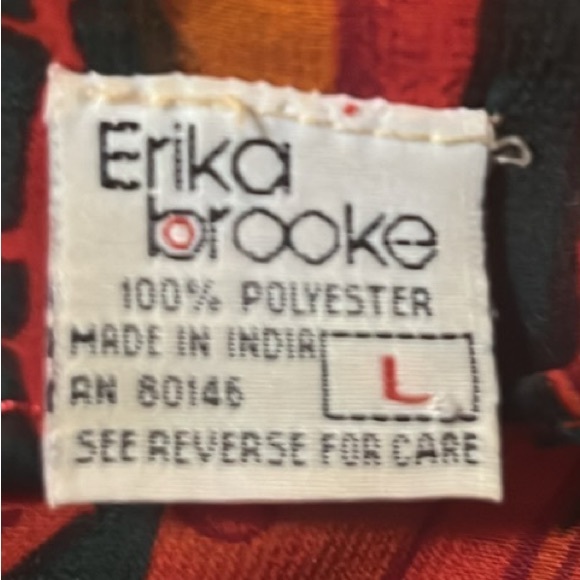 Erika
brooke
100% POLYESTER
MADE IN INDIA
RN 80146
L
SEE REVERSE FOR CARE